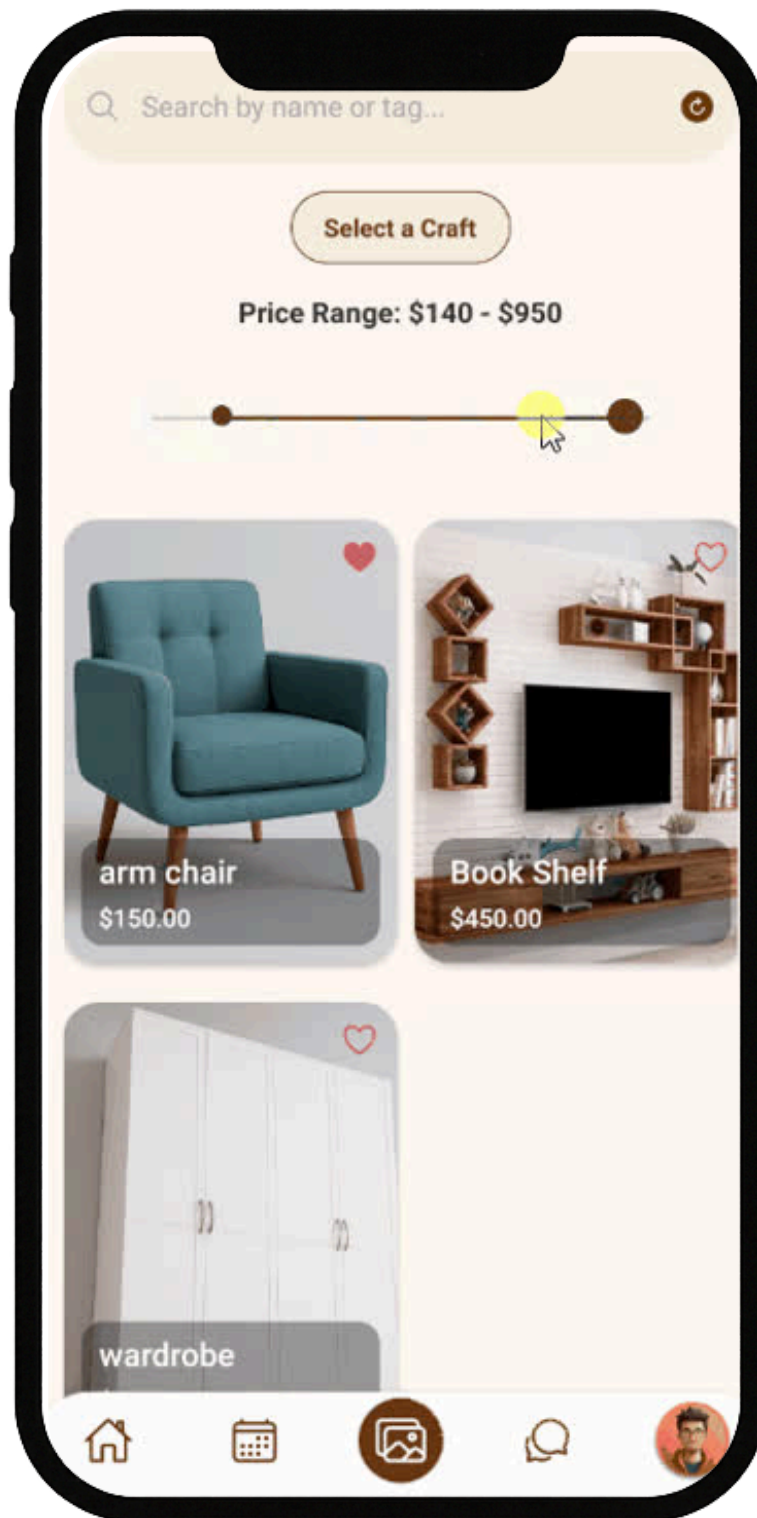 Search by name or tag...
Select a Craft
Price Range: $140 - $950
arm chair
$150.00
Book Shelf
$450.00
wardrobe